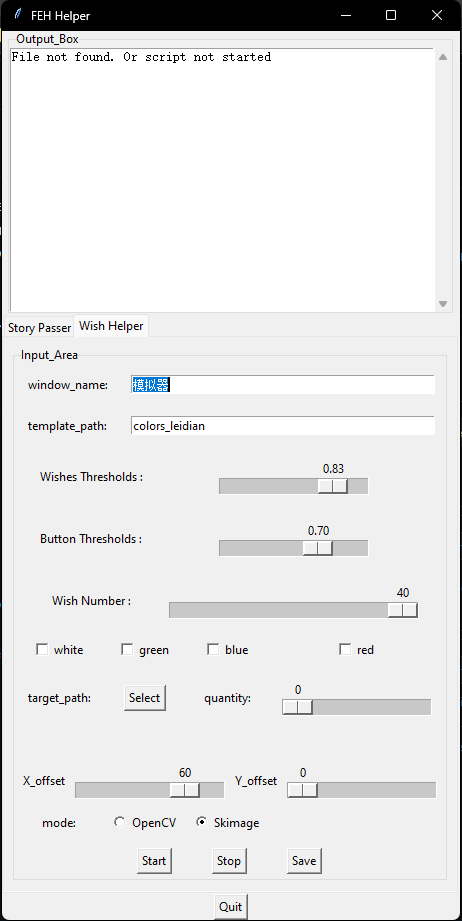 FEH Helper
Output_Box
File not found. Or script not started
Story Passer Wish Helper
Input_Area
window_name: 模拟器
template_path: colors_leidian
0.83
Wishes Thresholds :
0.70
Button Thresholds :
40
Wish Number :
white green blue red
0
target_path: Select quantity:
60 0
X_offset Y_offset
mode: OpenCV Skimage
Start Stop Save
Quit